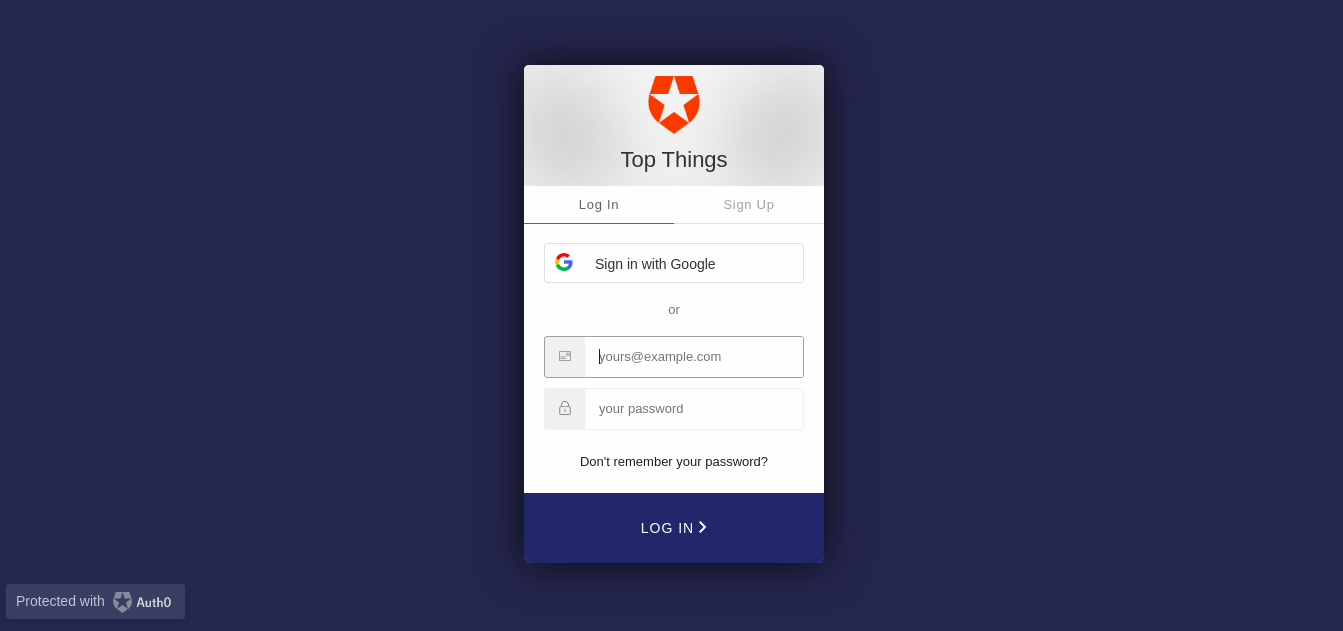 Top Things
Log In
Sign Up
Sign in with Google
or
yours@example.com
your password
Don't remember your password?
LOG IN
Protected with Auth0